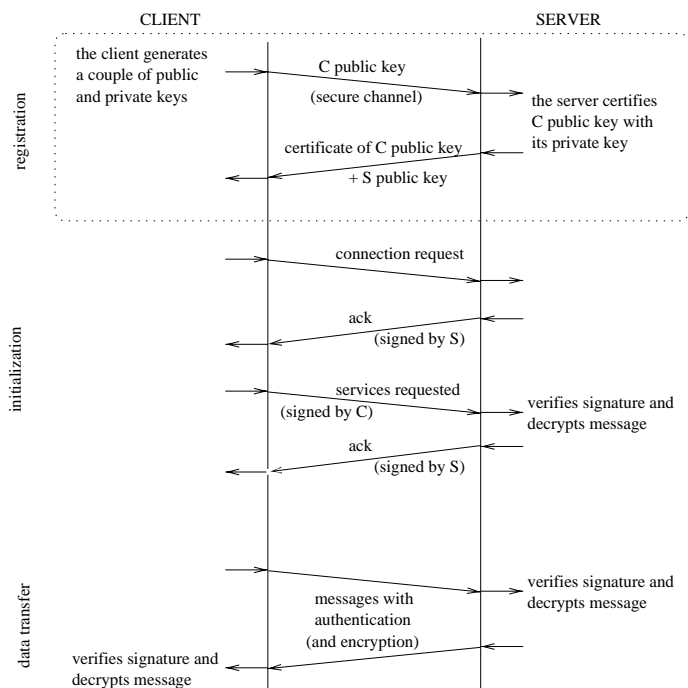 CLIENT
SERVER
registration
the client generates
a couple of public
and private keys
C public key
(secure channel)
the server certifies
C public key with
its private key
certificate of C public key
+ S public key
initialization
connection request
ack
(signed by S)
services requested
(signed by C)
verifies signature and
decrypts message
ack
(signed by S)
data transfer
verifies signature and
decrypts message
messages with
authentication
(and encryption)
verifies signature and
decrypts message